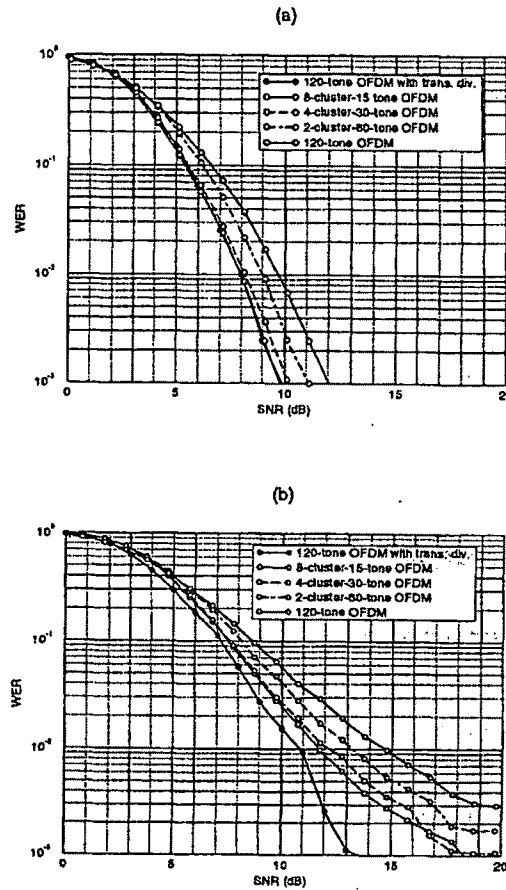 (a)
10⁰
10⁻¹
10⁻²
10⁻³
WER
120-tone OFDM with trans. div.
8-cluster-15 tone OFDM
4-cluster-30-tone OFDM
2-cluster-60-tone OFDM
120-tone OFDM
0 5 10 15 20
SNR (dB)
(b)
10⁰
10⁻¹
10⁻²
10⁻³
WER
120-tone OFDM with trans. div.
8-cluster-15-tone OFDM
4-cluster-30-tone OFDM
2-cluster-60-tone OFDM
120-tone OFDM
0 5 10 15 20
SNR (dB)